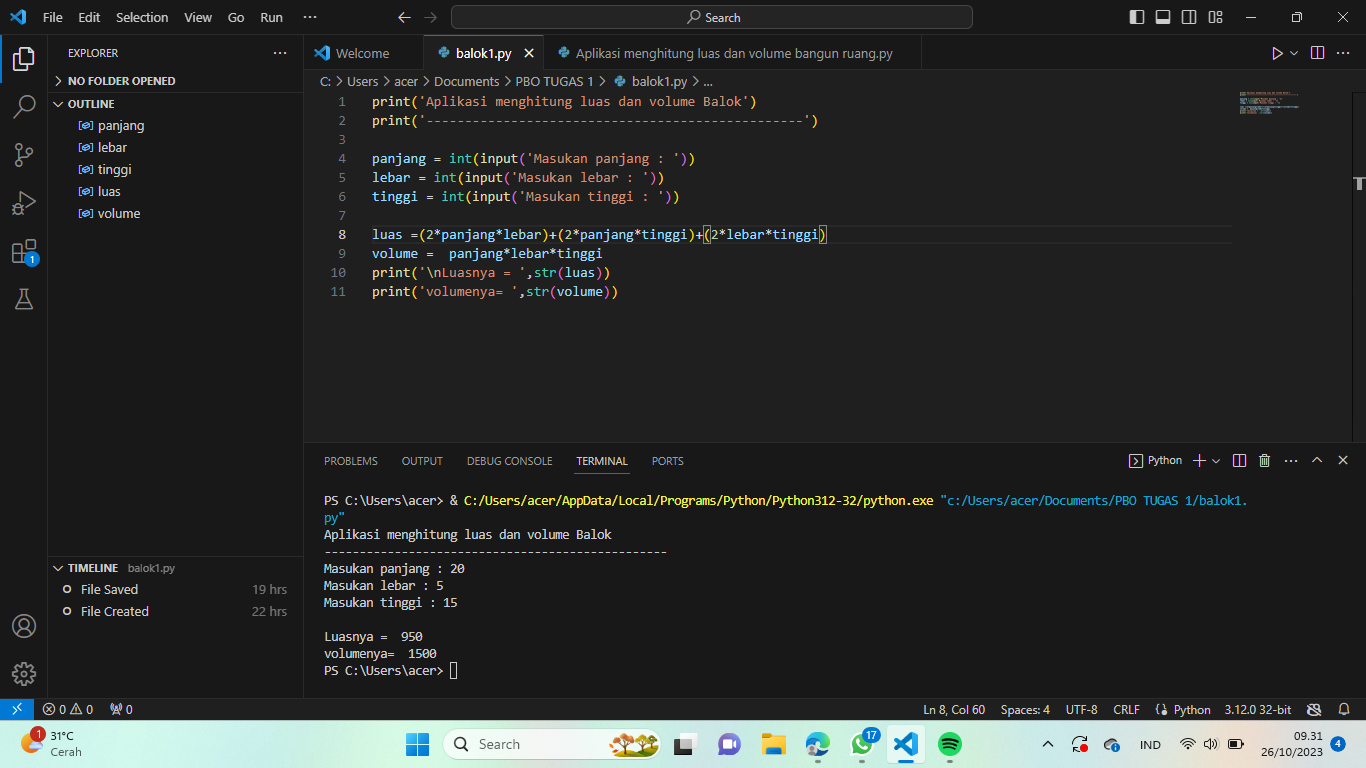 File Edit Selection View Go Run ··· Search
EXPLORER ···
NO FOLDER OPENED
OUTLINE
panjang
lebar
tinggi
luas
volume
1
TIMELINE balok1.py
File Saved 19 hrs
File Created 22 hrs
Welcome balok1.py Aplikasi menghitung luas dan volume bangun ruang.py
C: > Users > acer > Documents > PBO TUGAS 1 > balok1.py > ...
1 print('Aplikasi menghitung luas dan volume Balok')
2 print('-------------------------------------------------')
3
4 panjang = int(input('Masukan panjang : '))
5 lebar = int(input('Masukan lebar : '))
6 tinggi = int(input('Masukan tinggi : '))
7
8 luas =(2*panjang*lebar)+(2*panjang*tinggi)+(2*lebar*tinggi)
9 volume =  panjang*lebar*tinggi
10 print('\nLuasnya = ',str(luas))
11 print('volumenya= ',str(volume))
PROBLEMS OUTPUT DEBUG CONSOLE TERMINAL PORTS Python
PS C:\Users\acer> & C:/Users/acer/AppData/Local/Programs/Python/Python312-32/python.exe "c:/Users/acer/Documents/PBO TUGAS 1/balok1.
py"
Aplikasi menghitung luas dan volume Balok
-------------------------------------------------
Masukan panjang : 20
Masukan lebar : 5
Masukan tinggi : 15
Luasnya =  950
volumenya=  1500
PS C:\Users\acer>
0 0 0 Ln 8, Col 60 Spaces: 4 UTF-8 CRLF Python 3.12.0 32-bit
1 31°C
Cerah
Search
17
IND
09.31
26/10/2023
4